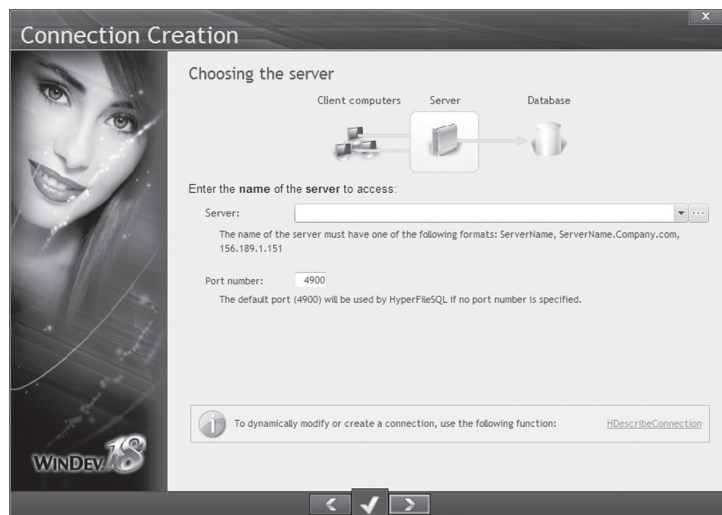 X
Connection Creation
Choosing the server
Client computers Server Database
Enter the name of the server to access:
Server:
...
The name of the server must have one of the following formats: ServerName, ServerName.Company.com,
156.189.1.151
Port number: 4900
The default port (4900) will be used by HyperFileSQL if no port number is specified.
i To dynamically modify or create a connection, use the following function: HDescribeConnection
WINDEV 18